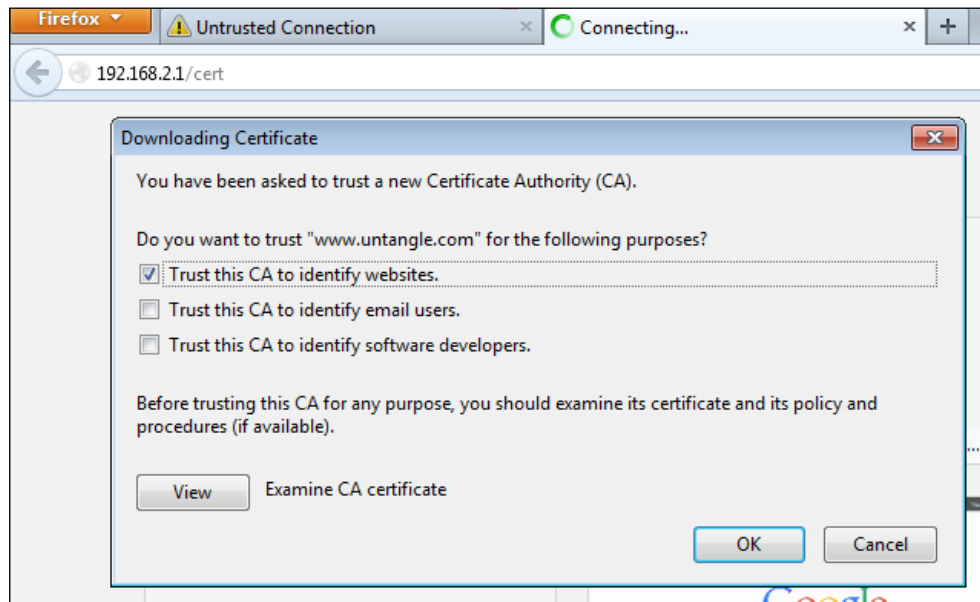 Firefox
Untrusted Connection
Connecting...
192.168.2.1/cert
Downloading Certificate
You have been asked to trust a new Certificate Authority (CA).
Do you want to trust "www.untangle.com" for the following purposes?
Trust this CA to identify websites.
Trust this CA to identify email users.
Trust this CA to identify software developers.
Before trusting this CA for any purpose, you should examine its certificate and its policy and
procedures (if available).
View Examine CA certificate
OK Cancel
Google